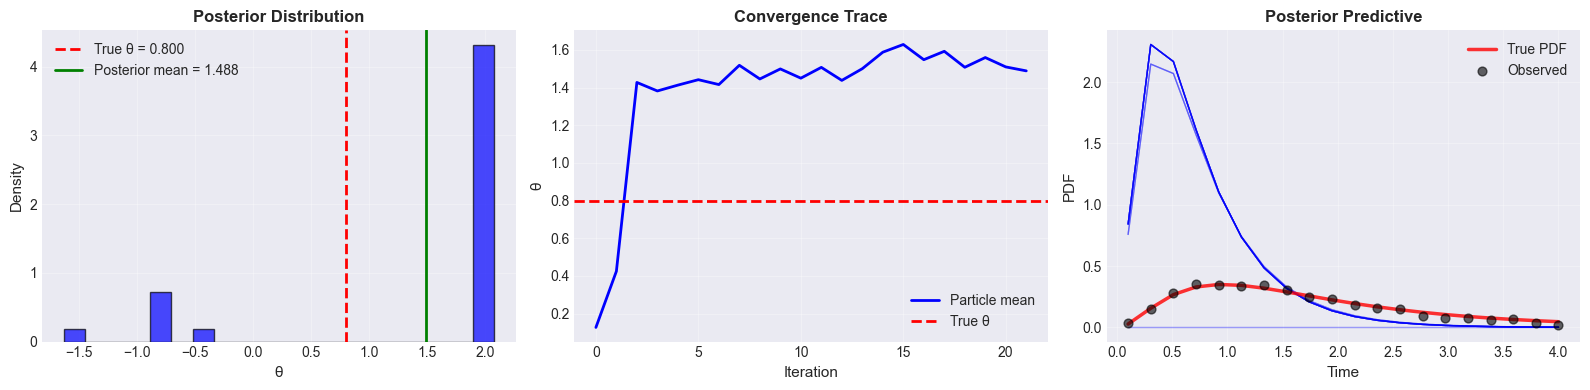 Posterior Distribution
True θ = 0.800
Posterior mean = 1.488
Density
4
3
2
1
0
−1.5
−1.0
−0.5
0.0
0.5
1.0
1.5
2.0
θ
Convergence Trace
θ
1.6
1.4
1.2
1.0
0.8
0.6
0.4
0.2
Particle mean
True θ
0
5
10
15
20
Iteration
Posterior Predictive
True PDF
Observed
PDF
2.0
1.5
1.0
0.5
0.0
0.0
0.5
1.0
1.5
2.0
2.5
3.0
3.5
4.0
Time